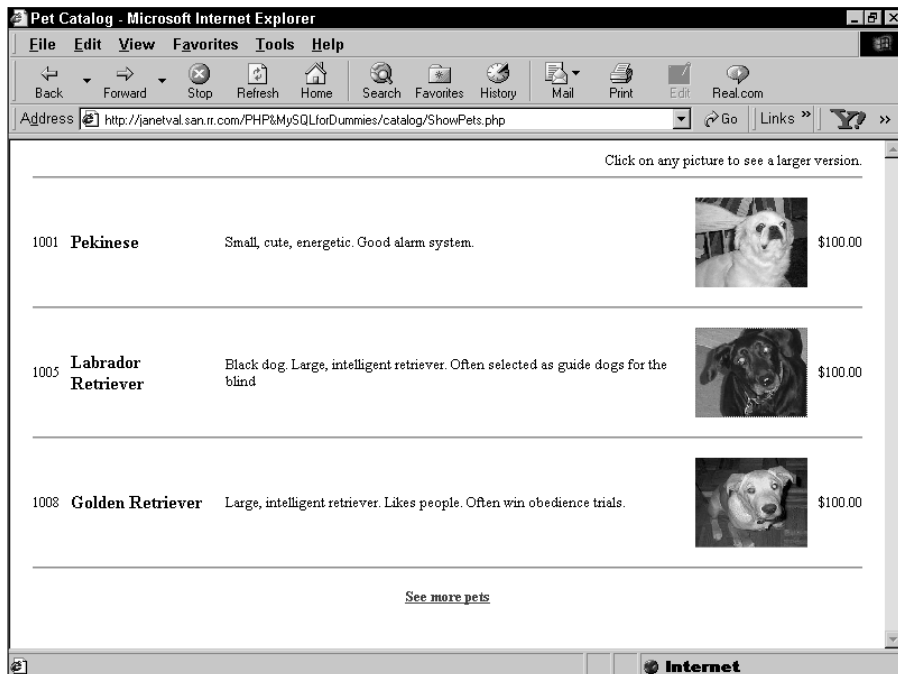 Pet Catalog - Microsoft Internet Explorer
File Edit View Favorites Tools Help
Back Forward Stop Refresh Home Search Favorites History Mail Print Edit Real.com
Address http://janetval.san.rr.com/PHP&MySQLforDummies/catalog/ShowPets.php Go Links » Y! »
Click on any picture to see a larger version.
1001 Pekinese Small, cute, energetic. Good alarm system. $100.00
Labrador
1005 Retriever Black dog. Large, intelligent retriever. Often selected as guide dogs for the
blind $100.00
1008 Golden Retriever Large, intelligent retriever. Likes people. Often win obedience trials. $100.00
See more pets
Internet